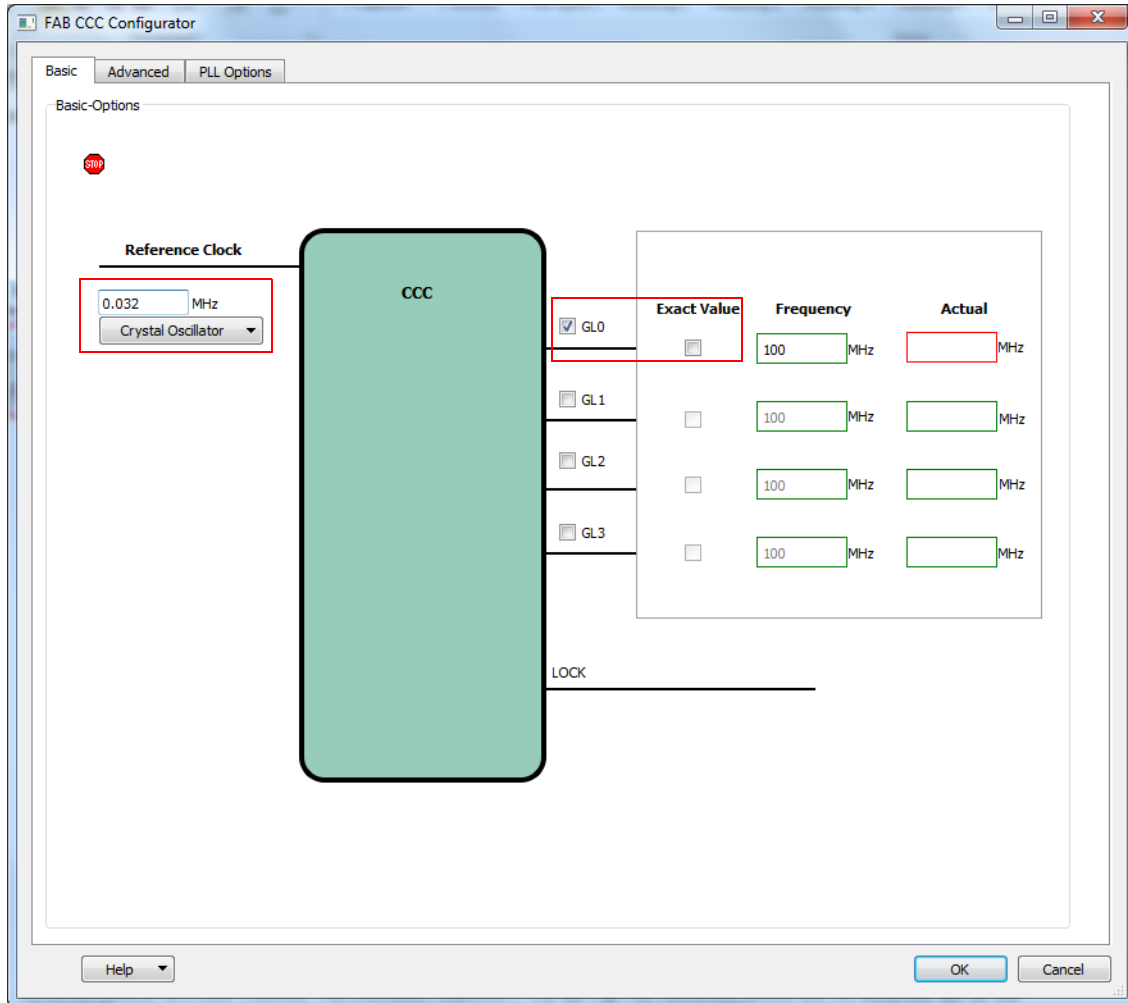 FAB CCC Configurator
Basic Advanced PLL Options
Basic-Options
STOP
Reference Clock
0.032 MHz
Crystal Oscillator
CCC
Exact Value Frequency Actual
GL0
100 MHz MHz
GL1
100 MHz MHz
GL2
100 MHz MHz
GL3
100 MHz MHz
LOCK
Help OK Cancel